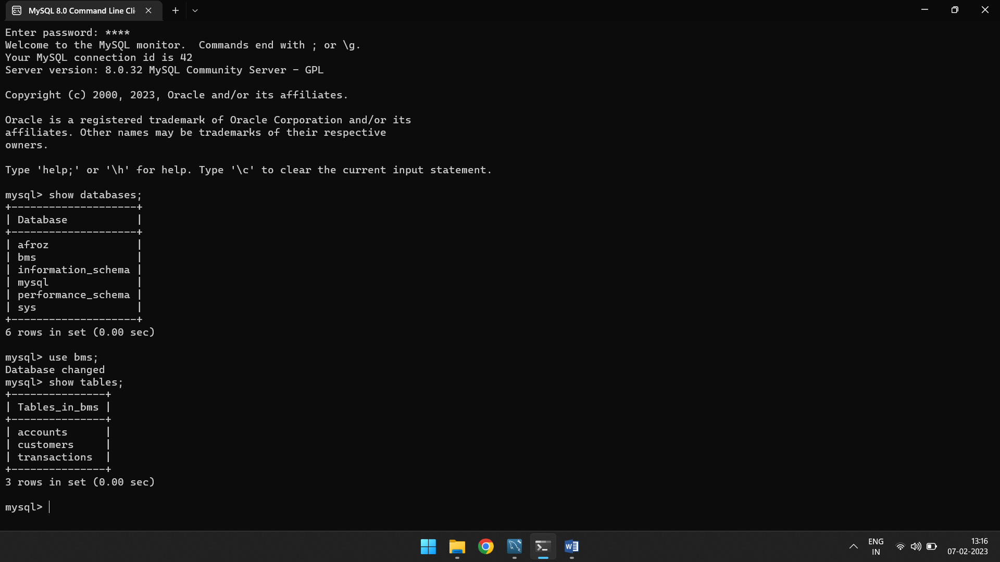 MySQL 8.0 Command Line Cli
Enter password: ****
Welcome to the MySQL monitor.  Commands end with ; or \g.
Your MySQL connection id is 42
Server version: 8.0.32 MySQL Community Server - GPL

Copyright (c) 2000, 2023, Oracle and/or its affiliates.

Oracle is a registered trademark of Oracle Corporation and/or its
affiliates. Other names may be trademarks of their respective
owners.

Type 'help;' or '\h' for help. Type '\c' to clear the current input statement.

mysql> show databases;
+--------------------+
| Database           |
+--------------------+
| afroz              |
| bms                |
| information_schema |
| mysql              |
| performance_schema |
| sys                |
+--------------------+
6 rows in set (0.00 sec)

mysql> use bms;
Database changed
mysql> show tables;
+---------------+
| Tables_in_bms |
+---------------+
| accounts      |
| customers     |
| transactions  |
+---------------+
3 rows in set (0.00 sec)

mysql>
ENG
IN
13:16
07-02-2023